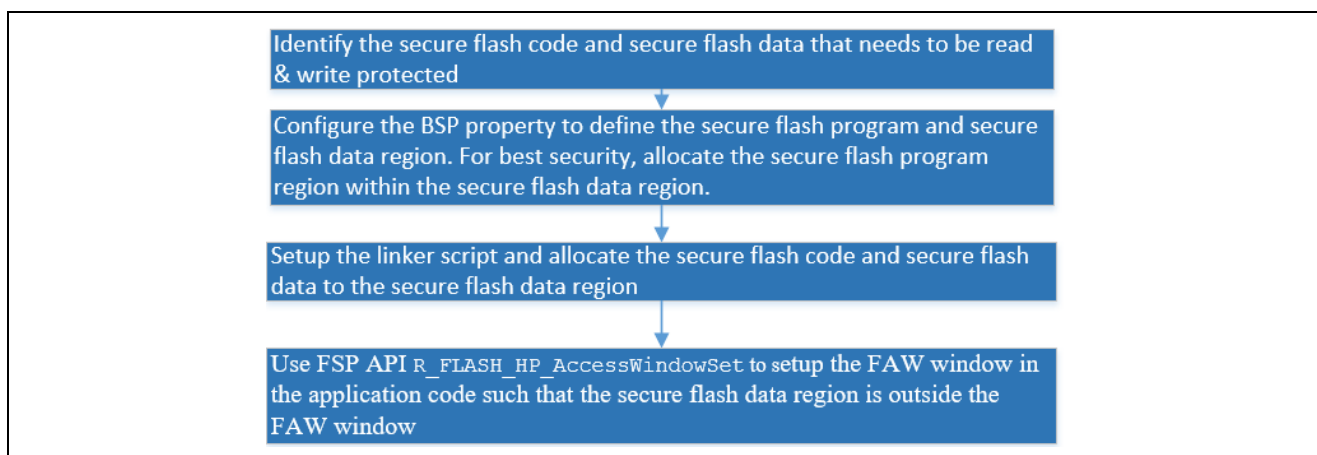 Identify the secure flash code and secure flash data that needs to be read
& write protected
Configure the BSP property to define the secure flash program and secure
flash data region. For best security, allocate the secure flash program
region within the secure flash data region.
Setup the linker script and allocate the secure flash code and secure flash
data to the secure flash data region
Use FSP API R_FLASH_HP_AccessWindowSet to setup the FAW window in
the application code such that the secure flash data region is outside the
FAW window